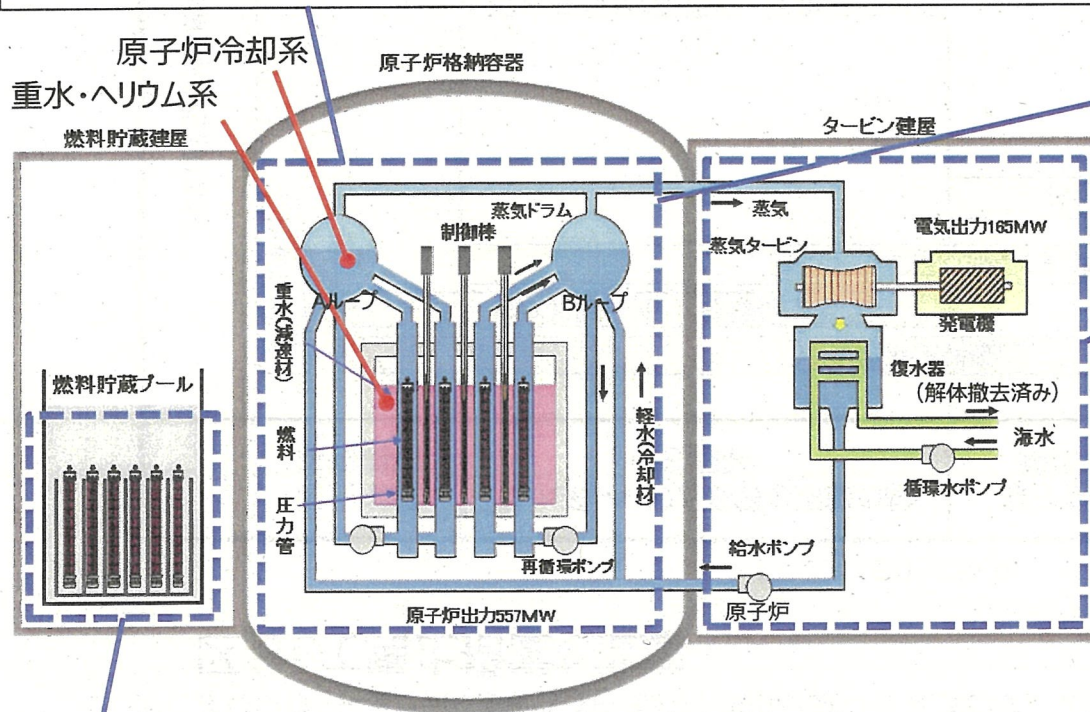 原子炉冷却系
重水・ヘリウム系
原子炉格納容器
燃料貯蔵建屋
タービン建屋
蒸気ドラム
制御棒
蒸気
電気出力165MW
蒸気タービン
Aループ
Bループ
発電機
重水(減速材)
復水器
(解体撤去済み)
燃料貯蔵プール
海水
軽水(冷却材)
燃料
循環水ポンプ
圧力管
給水ポンプ
再循環ポンプ
原子炉
原子炉出力557MW